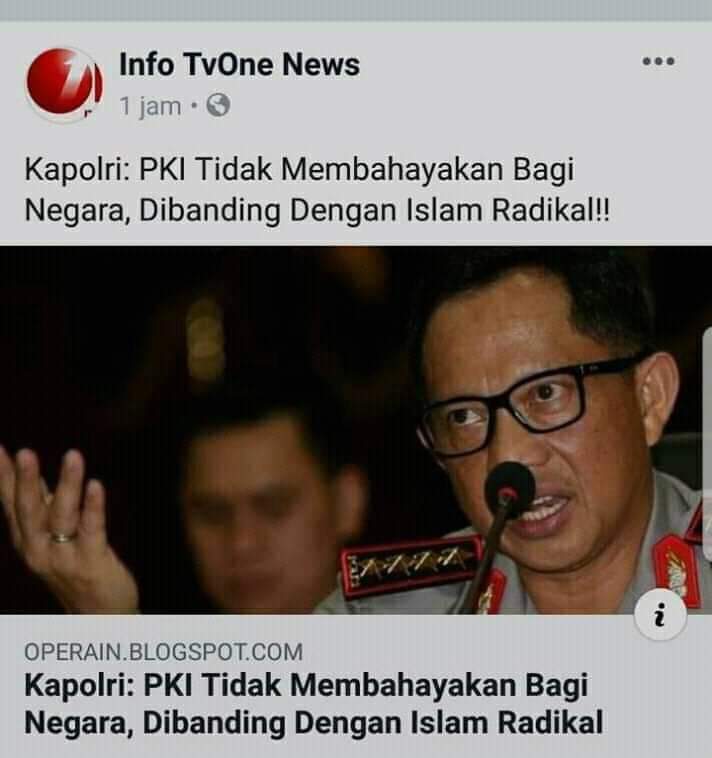 Info TvOne News
1 jam
Kapolri: PKI Tidak Membahayakan Bagi
Negara, Dibanding Dengan Islam Radikal!!
OPERAIN.BLOGSPOT.COM
Kapolri: PKI Tidak Membahayakan Bagi
Negara, Dibanding Dengan Islam Radikal